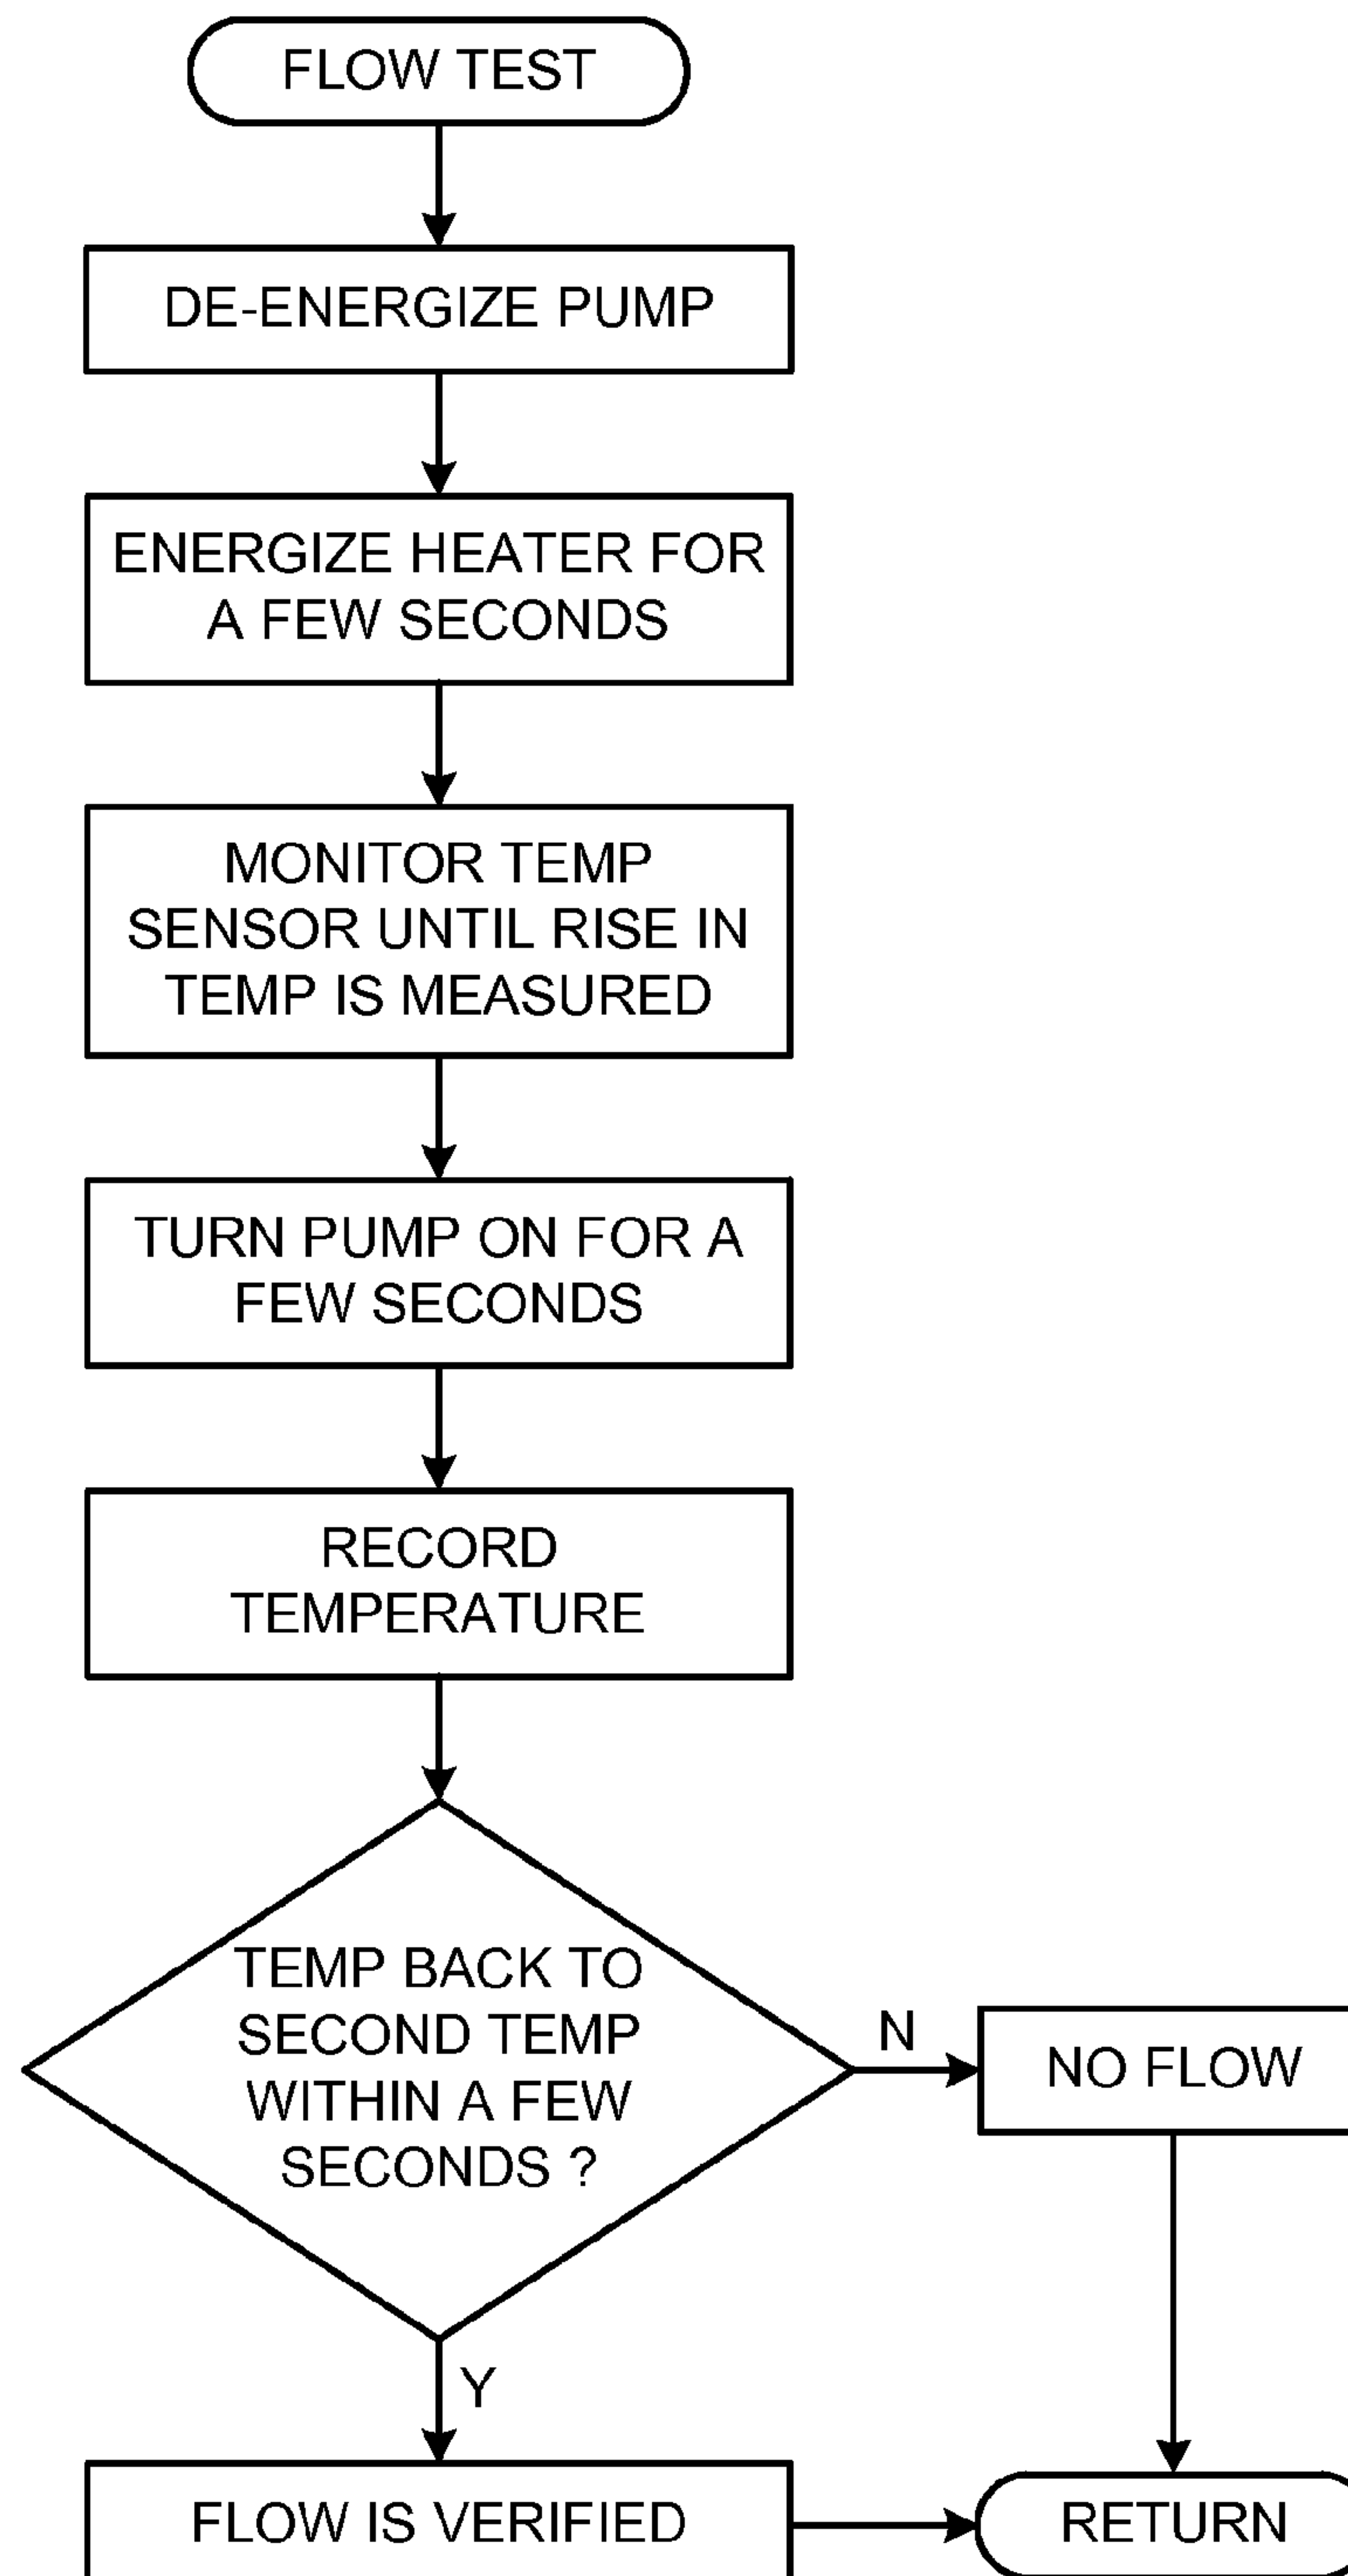 FLOW TEST
DE-ENERGIZE PUMP
ENERGIZE HEATER FOR
A FEW SECONDS
MONITOR TEMP
SENSOR UNTIL RISE IN
TEMP IS MEASURED
TURN PUMP ON FOR A
FEW SECONDS
RECORD
TEMPERATURE
TEMP BACK TO
SECOND TEMP
WITHIN A FEW
SECONDS ?
N
NO FLOW
Y
FLOW IS VERIFIED
RETURN